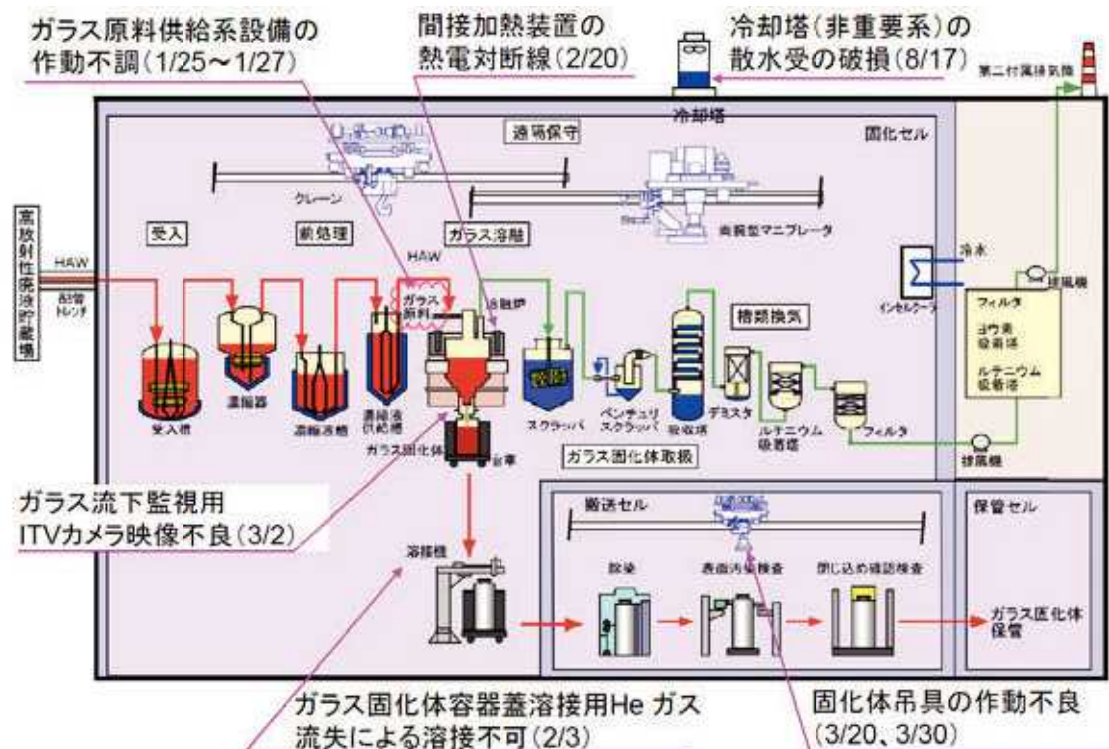 ガラス原料供給系設備の
作動不調(1/25～1/27)
間接加熱装置の
熱電対断線(2/20)
冷却塔(非重要系)の
散水受の破損(8/17)
第二付属排気筒
冷却塔
遠隔保守
固化セル
クレーン
両腕型マニプレータ
高放射性廃液貯蔵場
HAW
配管
トレンチ
受入
前処理
ガラス溶融
HAW
ガラス
原料
溶融炉
受入槽
濃縮器
濃縮液槽
濃縮液
供給槽
ガラス固化体
台車
スクラッバ
ベンチュリ
スクラッバ
吸収塔
デミスタ
ルテニウム
吸着塔
フィルタ
槽類換気
インセルクーラ
冷水
排風機
フィルタ
ヨウ素
吸着塔
ルテニウム
吸着塔
排風機
ガラス固化体取扱
ガラス流下監視用
ITVカメラ映像不良(3/2)
溶接機
搬送セル
除染
表面汚染検査
閉じ込め確認検査
保管セル
ガラス固化体
保管
ガラス固化体容器蓋溶接用He ガス
流失による溶接不可(2/3)
固化体吊具の作動不良
(3/20、3/30)